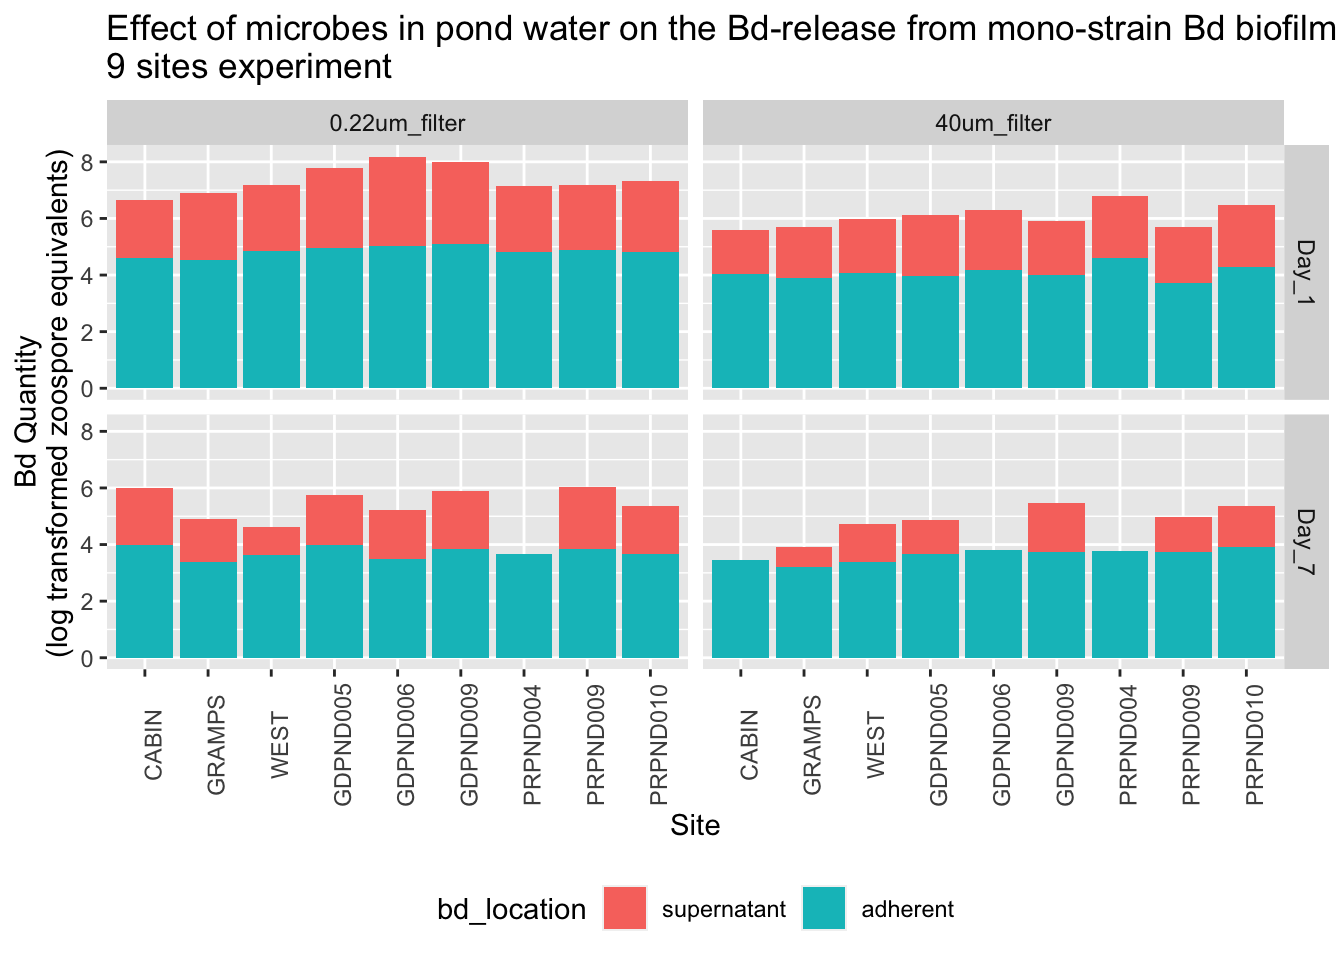 Effect of microbes in pond water on the Bd-release from mono-strain Bd biofilm
9 sites experiment
0.22um_filter
40um_filter
Bd Quantity
(log transformed zoospore equivalents)
8
6
4
2
0
Day_1
8
6
4
2
0
Day_7
CABIN
GRAMPS
WEST
GDPND005
GDPND006
GDPND009
PRPND004
PRPND009
PRPND010
CABIN
GRAMPS
WEST
GDPND005
GDPND006
GDPND009
PRPND004
PRPND009
PRPND010
Site
bd_location supernatant adherent